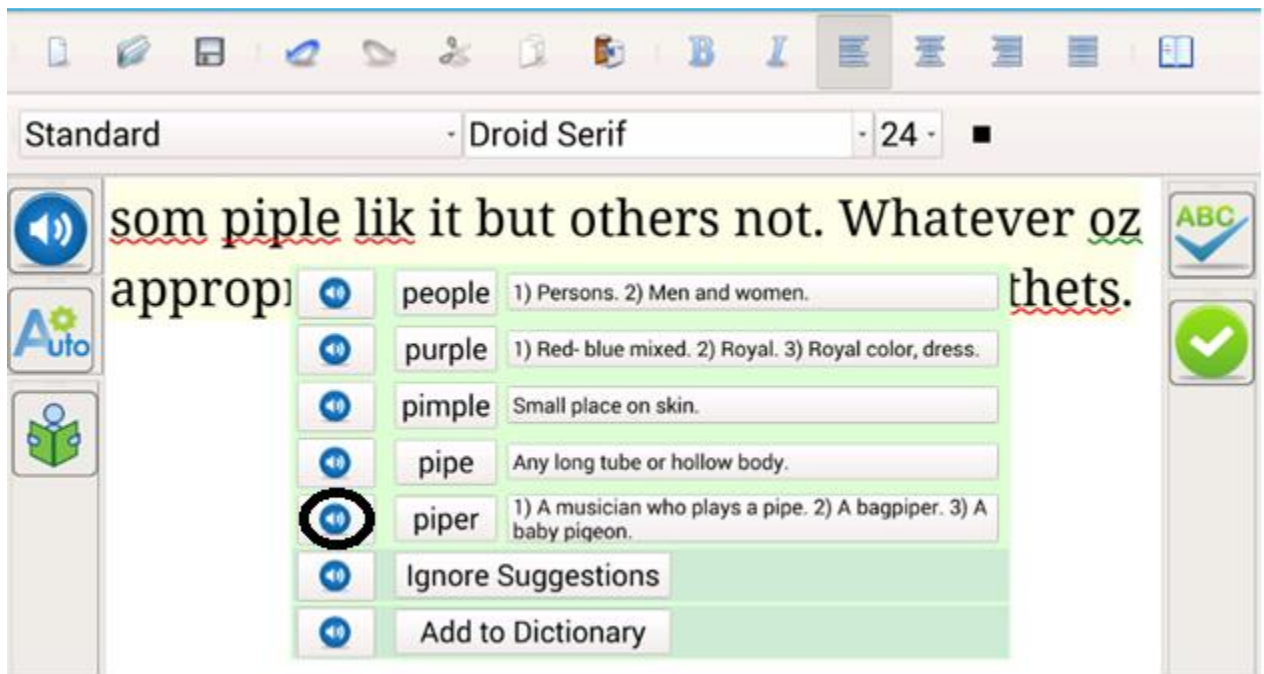 B I
Standard Droid Serif 24
Auto
ABC
som piple lik it but others not. Whatever oz
thets.
people 1) Persons. 2) Men and women.
purple 1) Red- blue mixed. 2) Royal. 3) Royal color, dress.
pimple Small place on skin.
pipe Any long tube or hollow body.
piper 1) A musician who plays a pipe. 2) A bagpiper. 3) A
baby pigeon.
Ignore Suggestions
Add to Dictionary